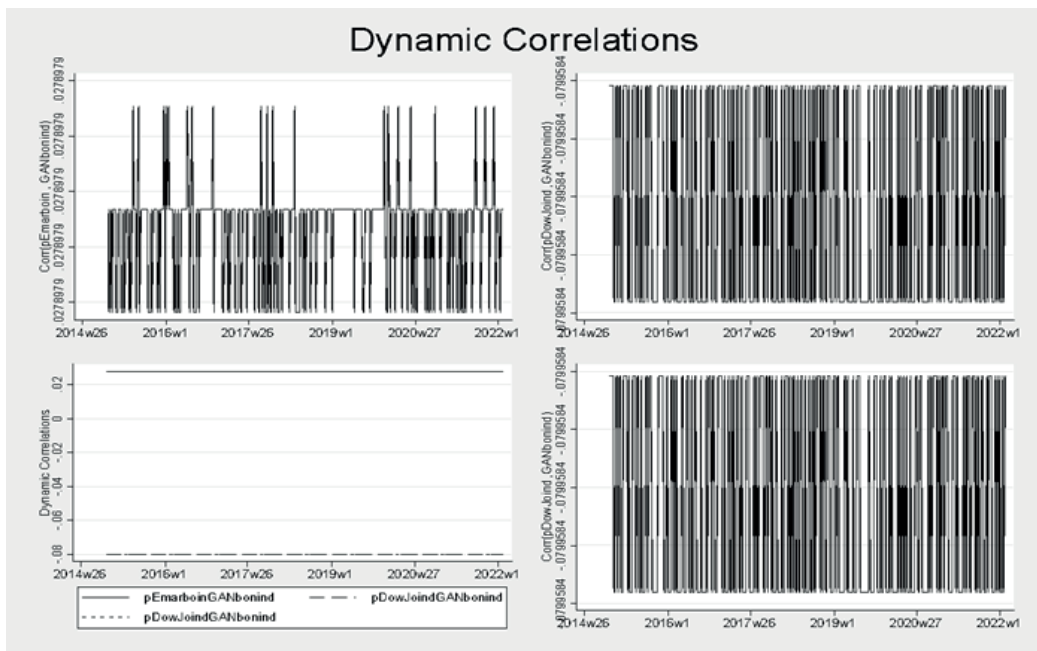 Dynamic Correlations
Corr(pEmarboin , GANbonind)
.0278979 .0278979 .0278979 .0278979 .0278979
2014w26 2016w1 2017w26 2019w1 2020w27 2022w1
Corr(pDowJoind, GANbonind)
-.0799584 -.0799584 -.0799584 -.0799584 -.0799584
2014w26 2016w1 2017w26 2019w1 2020w27 2022w1
Dynamic Correlations
-.08 -.06 -.04 -.02 0 .02
2014w26 2016w1 2017w26 2019w1 2020w27 2022w1
pEmarboinGANbonind pDowJoindGANbonind
pDowJoindGANbonind
Corr(pDowJoind, GANbonind)
-.0799584 -.0799584 -.0799584 -.0799584 -.0799584
2014w26 2016w1 2017w26 2019w1 2020w27 2022w1